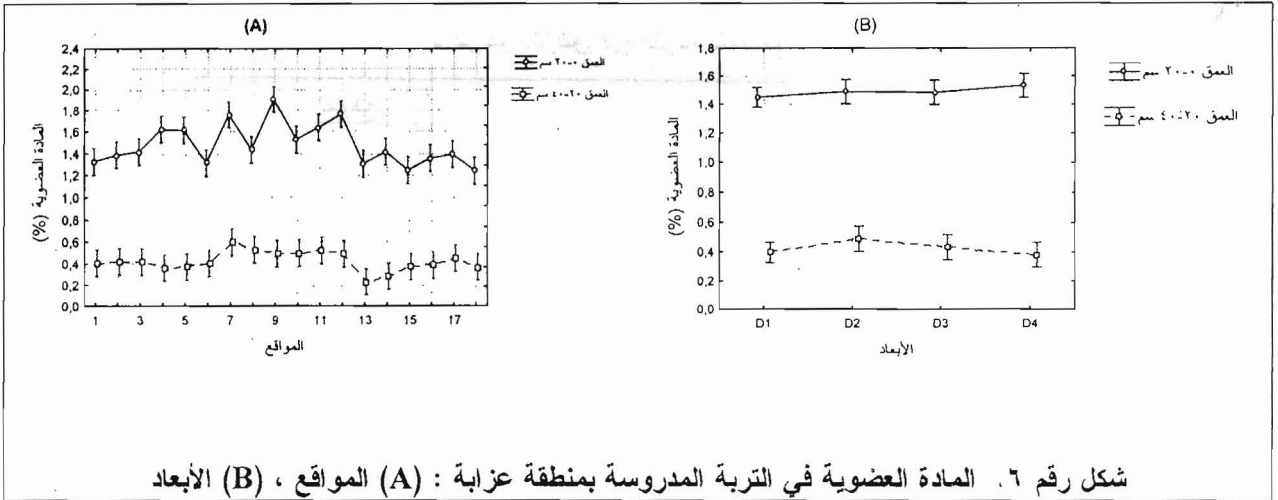 (A)
2,4
2,2
2,0
1,8
1,6
1,4
1,2
1,0
0,8
0,6
0,4
0,2
0,0
المادة العضوية (%)
1 3 5 7 9 11 13 15 17
المواقع
العمق ٠-٢٠ سم
العمق ٢٠-٤٠ سم
(B)
1,8
1,6
1,4
1,2
1,0
0,8
0,6
0,4
0,2
0,0
المادة العضوية (%)
D1 D2 D3 D4
الأبعاد
العمق ٠-٢٠ سم
العمق ٢٠-٤٠ سم
شكل رقم ٦. المادة العضوية في التربة المدروسة بمنطقة عزابة : (A) المواقع ، (B) الأبعاد